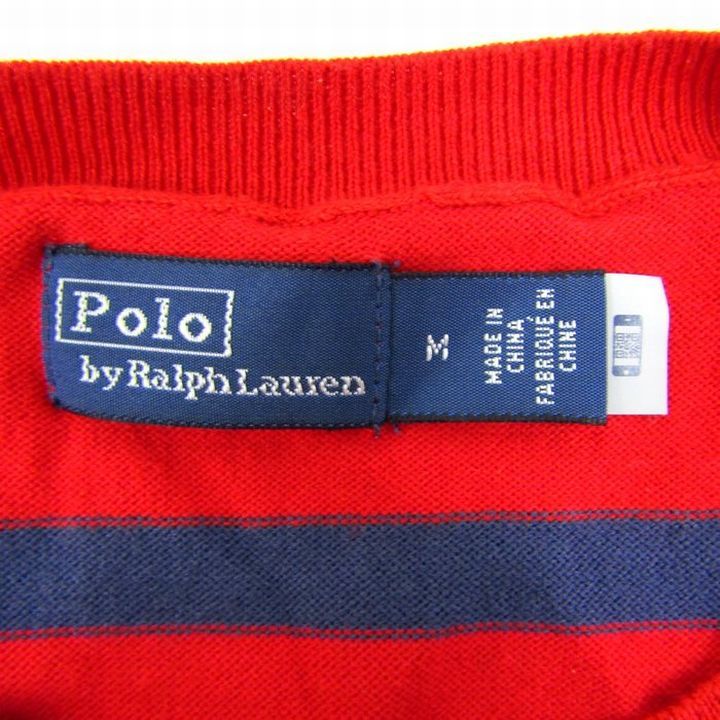 Polo
by Ralph Lauren
M
MADE IN
CHINA
FABRIQUÉ EN
CHINE